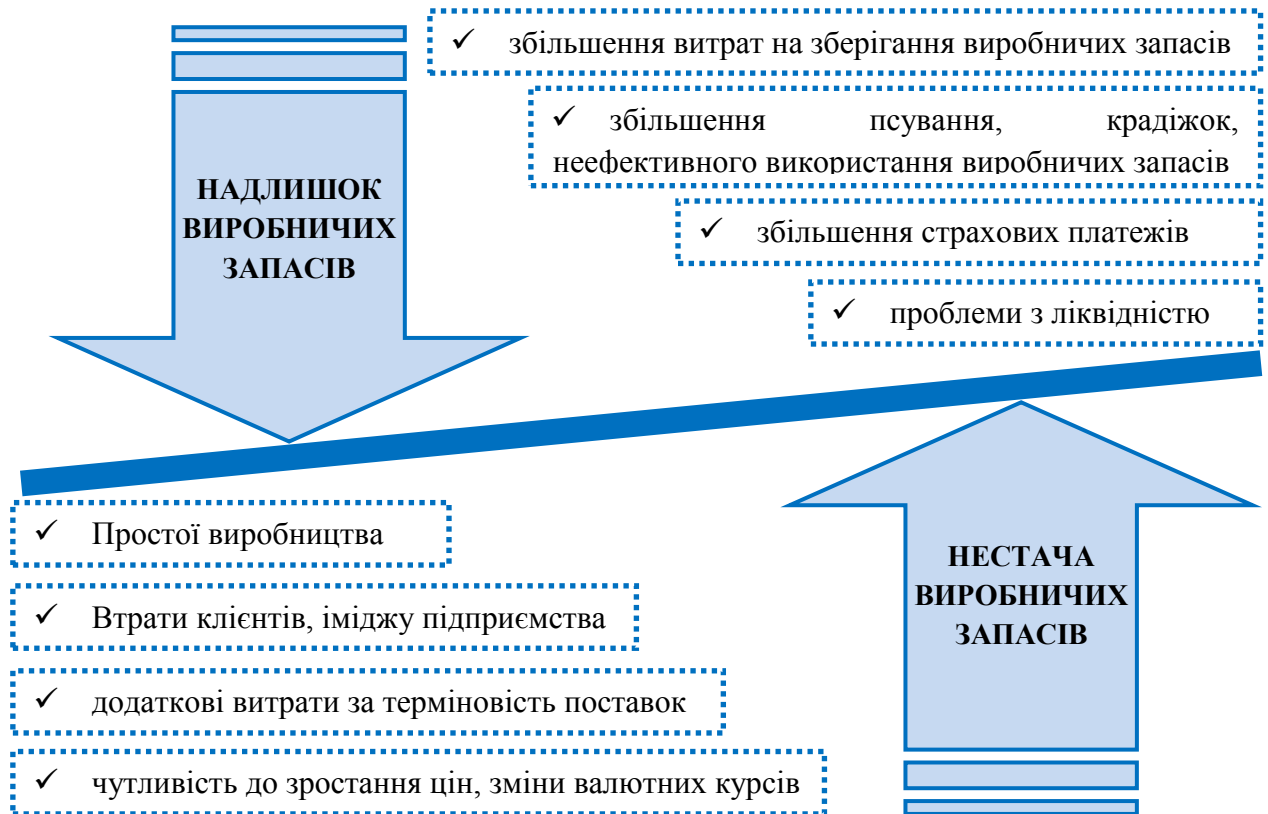 ✓ збільшення витрат на зберігання виробничих запасів
✓ збільшення псування, крадіжок,
неефективного використання виробничих запасів
✓ збільшення страхових платежів
✓ проблеми з ліквідністю
НАДЛИШОК
ВИРОБНИЧИХ
ЗАПАСІВ
✓ Простої виробництва
✓ Втрати клієнтів, іміджу підприємства
✓ додаткові витрати за терміновість поставок
✓ чутливість до зростання цін, зміни валютних курсів
НЕСТАЧА
ВИРОБНИЧИХ
ЗАПАСІВ